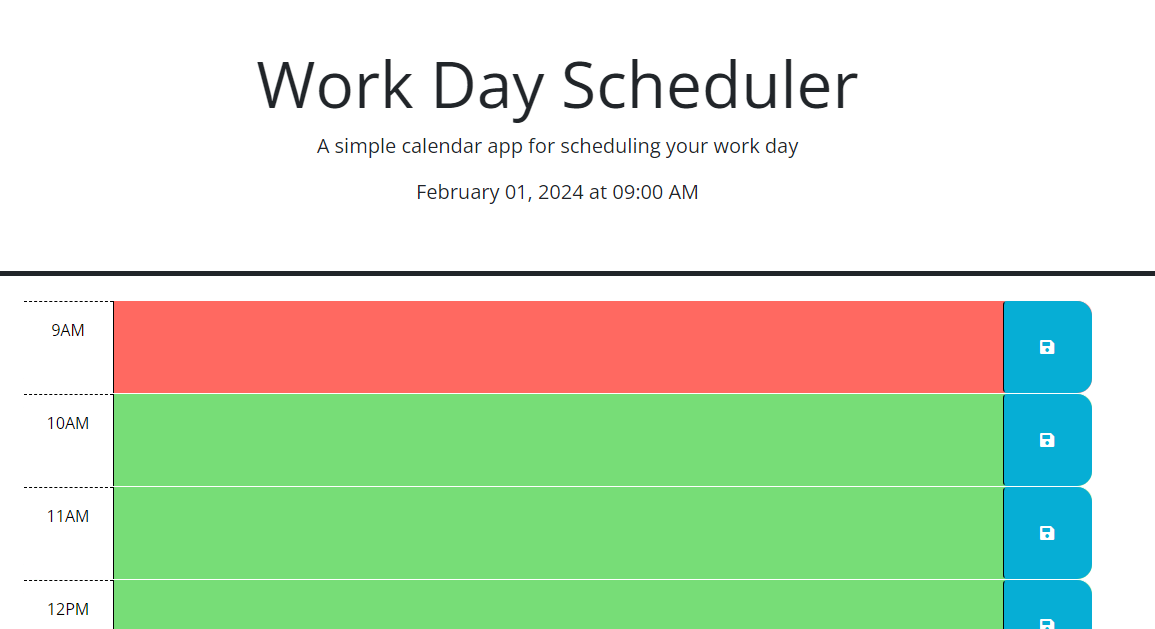 Work Day Scheduler
A simple calendar app for scheduling your work day
February 01, 2024 at 09:00 AM
9AM
10AM
11AM
12PM